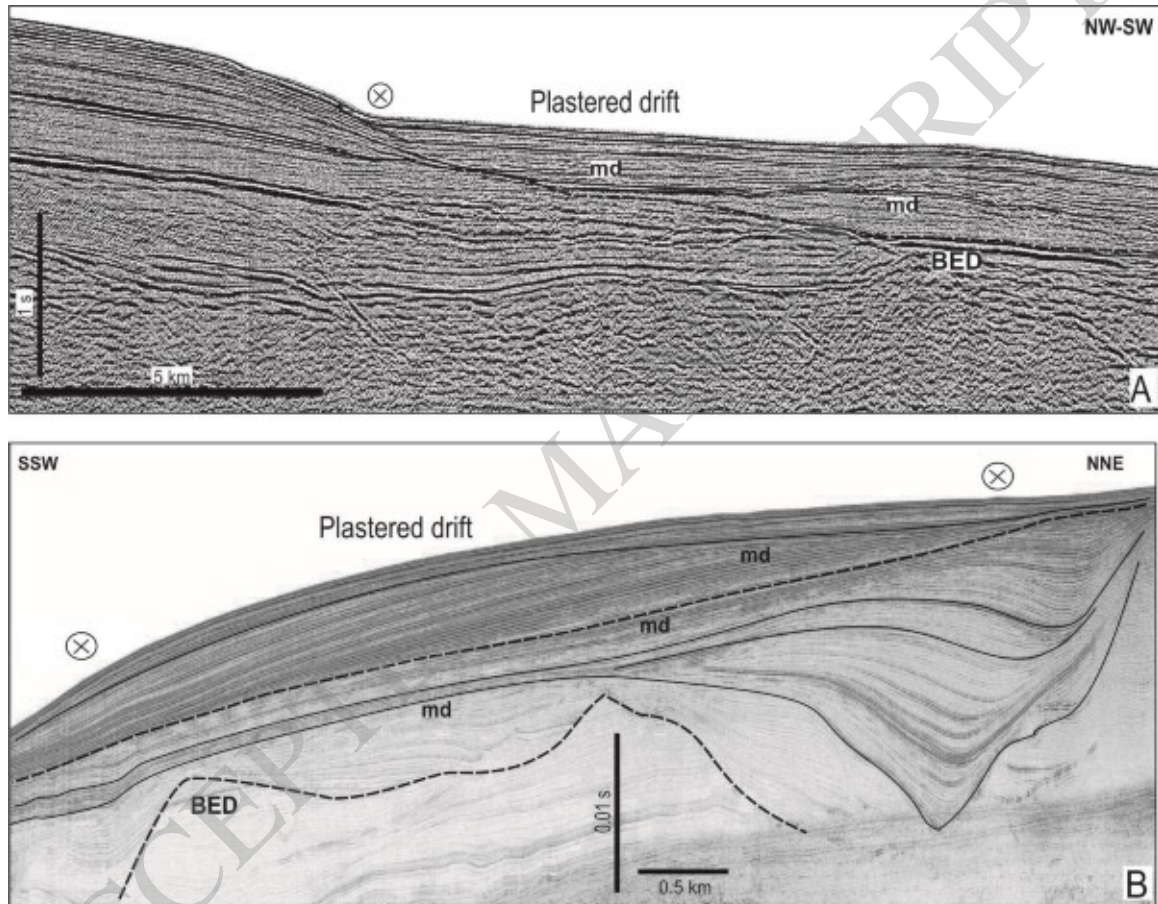 NW-SW
Plastered drift
md
md
BED
1 s
5 km
A
SSW
NNE
Plastered drift
md
md
md
BED
0.01 s
0.5 km
B